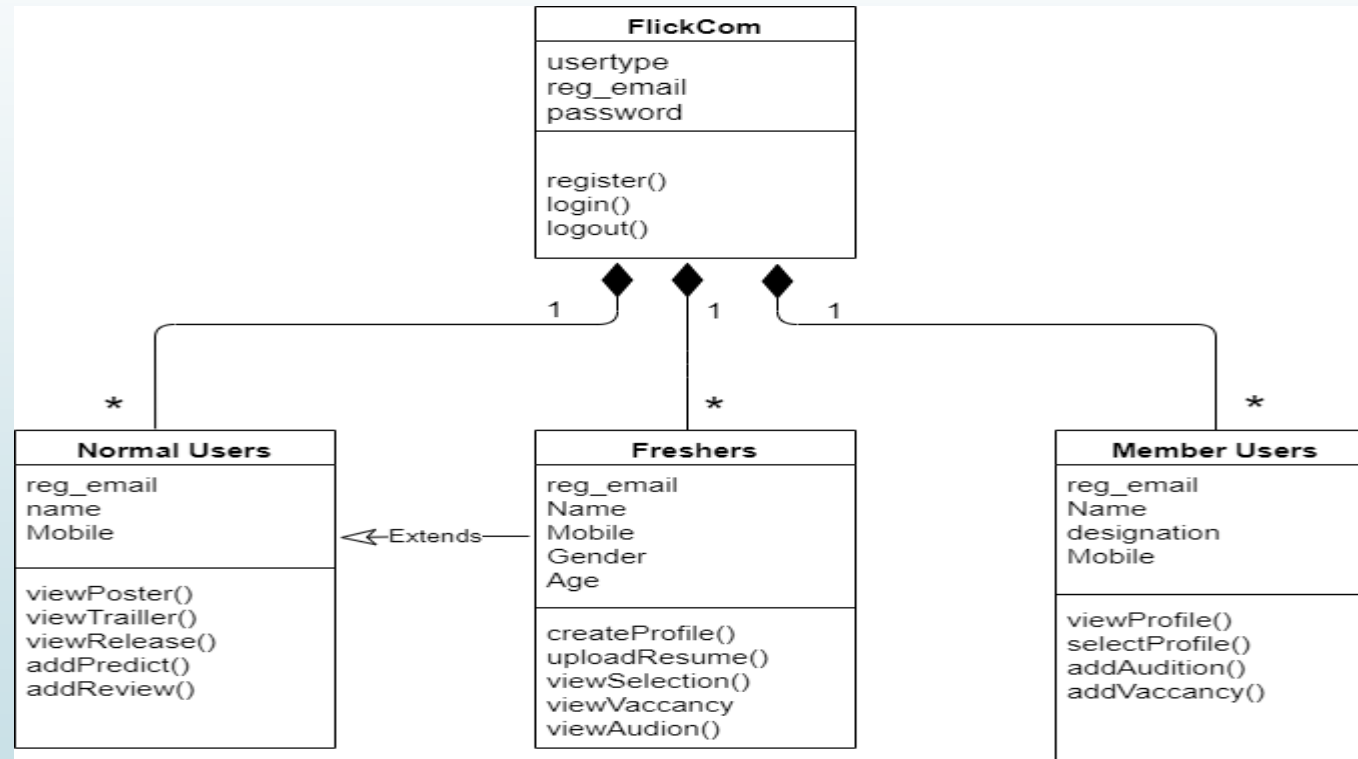 FlickCom
usertype
reg_email
password
register()
login()
logout()
1
1
1
*
*
*
Normal Users
reg_email
name
Mobile
viewPoster()
viewTrailler()
viewRelease()
addPredict()
addReview()
Extends
Freshers
reg_email
Name
Mobile
Gender
Age
createProfile()
uploadResume()
viewSelection()
viewVaccancy
viewAudion()
Member Users
reg_email
Name
designation
Mobile
viewProfile()
selectProfile()
addAudition()
addVaccancy()